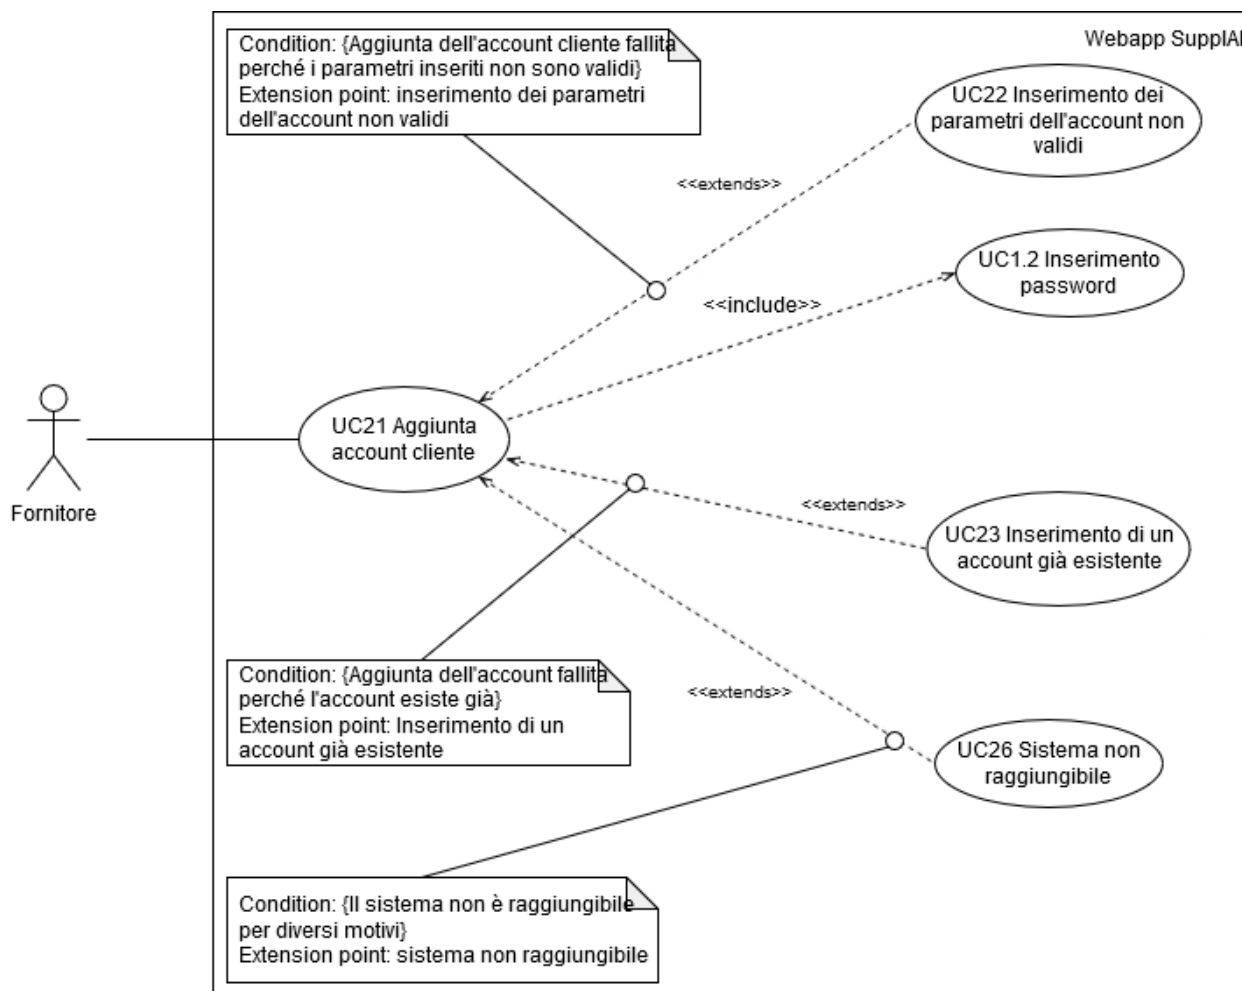 Condition: {Aggiunta dell'account cliente fallita
perché i parametri inseriti non sono validi}
Extension point: inserimento dei parametri
dell'account non validi
Webapp SupplAI
UC22 Inserimento dei
parametri dell'account non
validi
<<extends>>
UC1.2 Inserimento
password
<<include>>
UC21 Aggiunta
account cliente
Fornitore
<<extends>>
UC23 Inserimento di un
account già esistente
Condition: {Aggiunta dell'account fallita
perché l'account esiste già}
Extension point: Inserimento di un
account già esistente
<<extends>>
UC26 Sistema non
raggiungibile
Condition: {Il sistema non è raggiungibile
per diversi motivi}
Extension point: sistema non raggiungibile